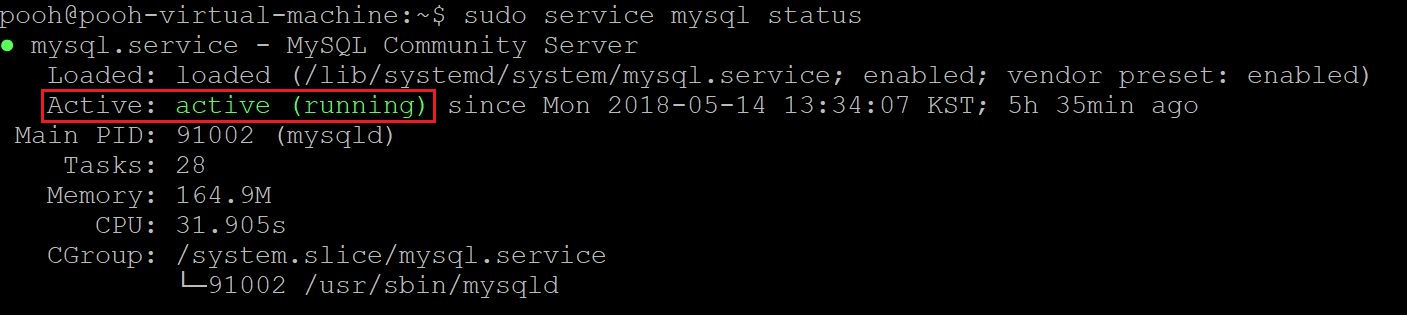 pooh@pooh-virtual-machine:~$ sudo service mysql status
● mysql.service - MySQL Community Server
Loaded: loaded (/lib/systemd/system/mysql.service; enabled; vendor preset: enabled)
Active: active (running) since Mon 2018-05-14 13:34:07 KST; 5h 35min ago
Main PID: 91002 (mysqld)
Tasks: 28
Memory: 164.9M
CPU: 31.905s
CGroup: /system.slice/mysql.service
└─91002 /usr/sbin/mysqld